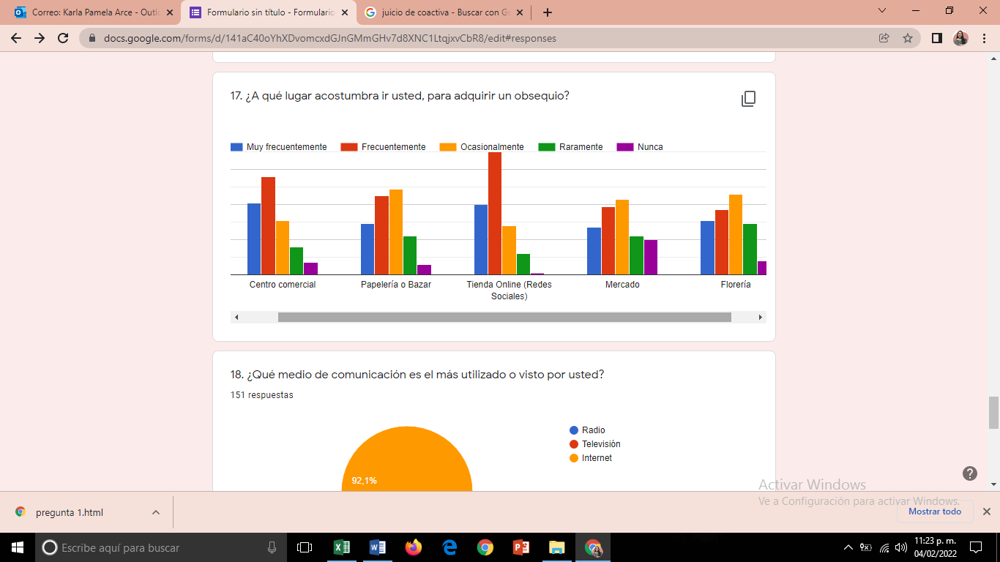 Correo: Karla Pamela Arce - Outl
Formulario sin título - Formulario
juicio de coactiva - Buscar con G
docs.google.com/forms/d/141aC40oYhXDvomcxdGJnGMmGHv7d8XNC1LtqjxvCbR8/edit#responses
17. ¿A qué lugar acostumbra ir usted, para adquirir un obsequio?
Muy frecuentemente Frecuentemente Ocasionalmente Raramente Nunca
Centro comercial Papelería o Bazar Tienda Online (Redes Mercado Florería
Sociales)
18. ¿Qué medio de comunicación es el más utilizado o visto por usted?
151 respuestas
Radio
Televisión
Internet
92,1%
Activar Windows
Ve a Configuración para activar Windows.
pregunta 1.html
Mostrar todo
Escribe aquí para buscar
11:23 p. m.
04/02/2022